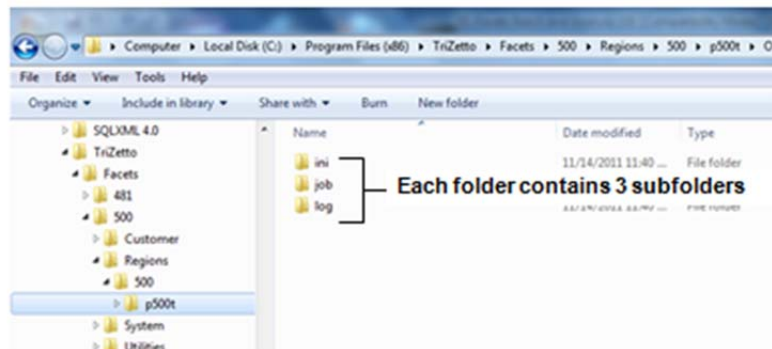 Computer ▸ Local Disk (C:) ▸ Program Files (x86) ▸ TriZetto ▸ Facets ▸ 500 ▸ Regions ▸ 500 ▸ p500t ▸ O
File Edit View Tools Help
Organize Include in library Share with Burn New folder
SQLXML 4.0
TriZetto
Facets
481
500
Customer
Regions
500
p500t
System
Utilities
Name Date modified Type
ini 11/14/2011 11:40 ... File folder
job
log
Each folder contains 3 subfolders